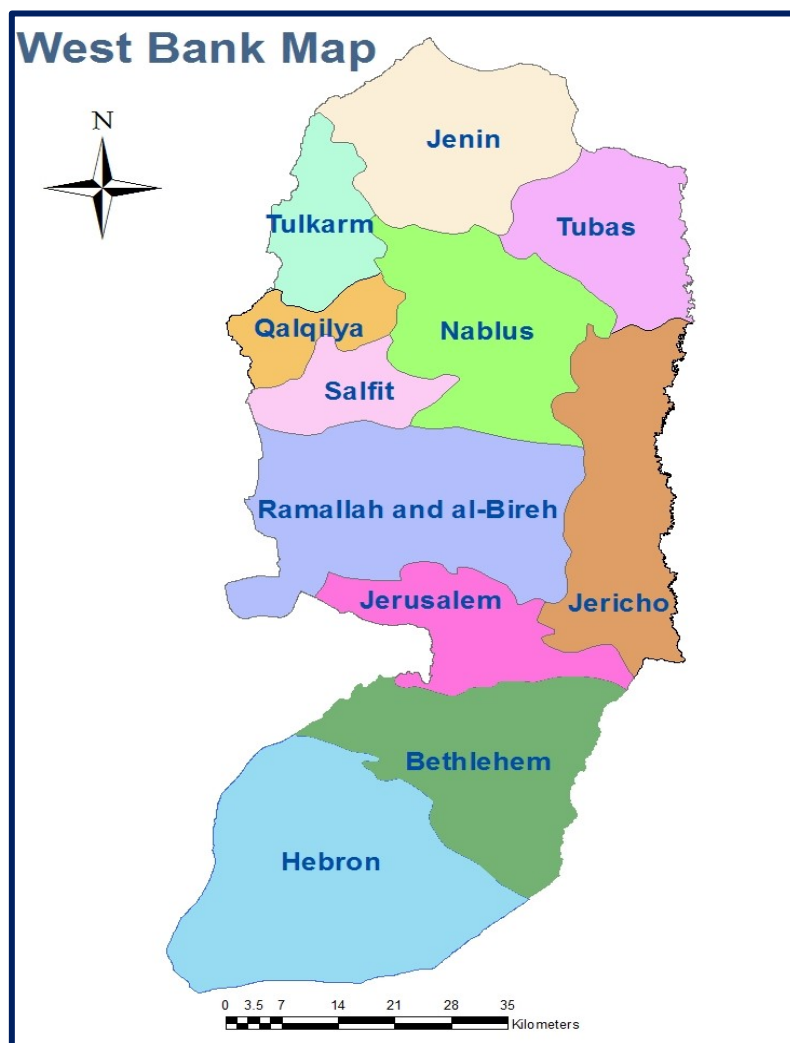 West Bank Map
N
Jenin
Tulkarm
Tubas
Qalqilya
Nablus
Salfit
Ramallah and al-Bireh
Jerusalem
Jericho
Bethlehem
Hebron
0 3.5 7 14 21 28 35
Kilometers